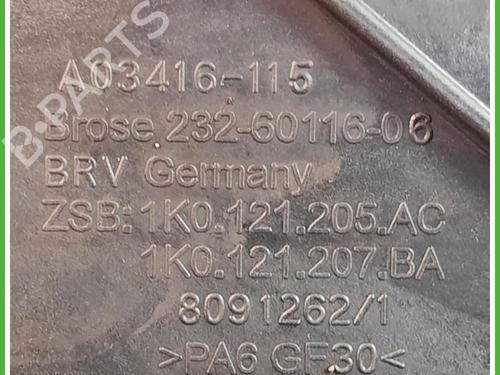 B-PARTS
A03416-115
Brose 232-60116-06
BRV Germany
ZSB: 1K0.121.205.AC
1K0.121.207.BA
8091262/1
>PA6 GF30<